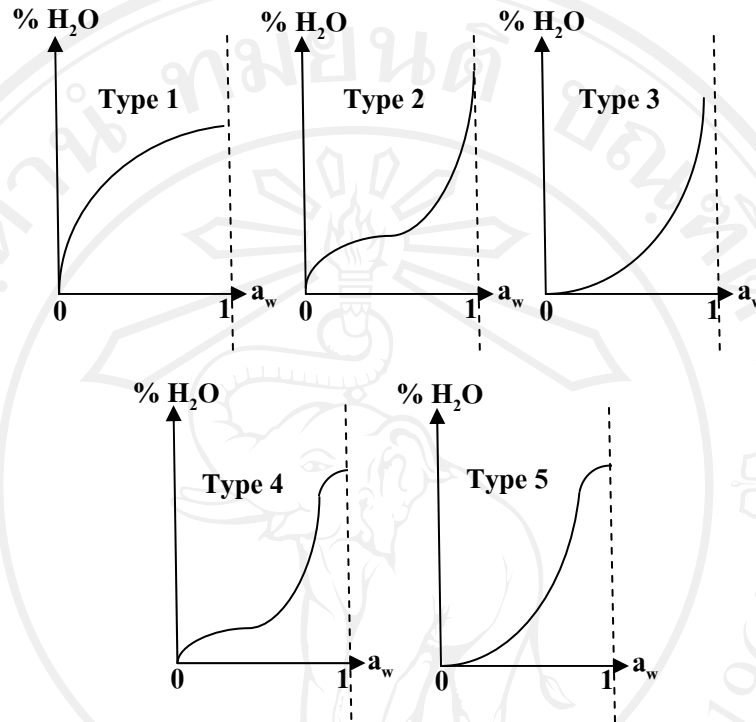 % H₂O % H₂O % H₂O
Type 1 Type 2 Type 3
0 1 a_w 0 1 a_w 0 1 a_w
% H₂O % H₂O
Type 4 Type 5
0 1 a_w 0 1 a_w